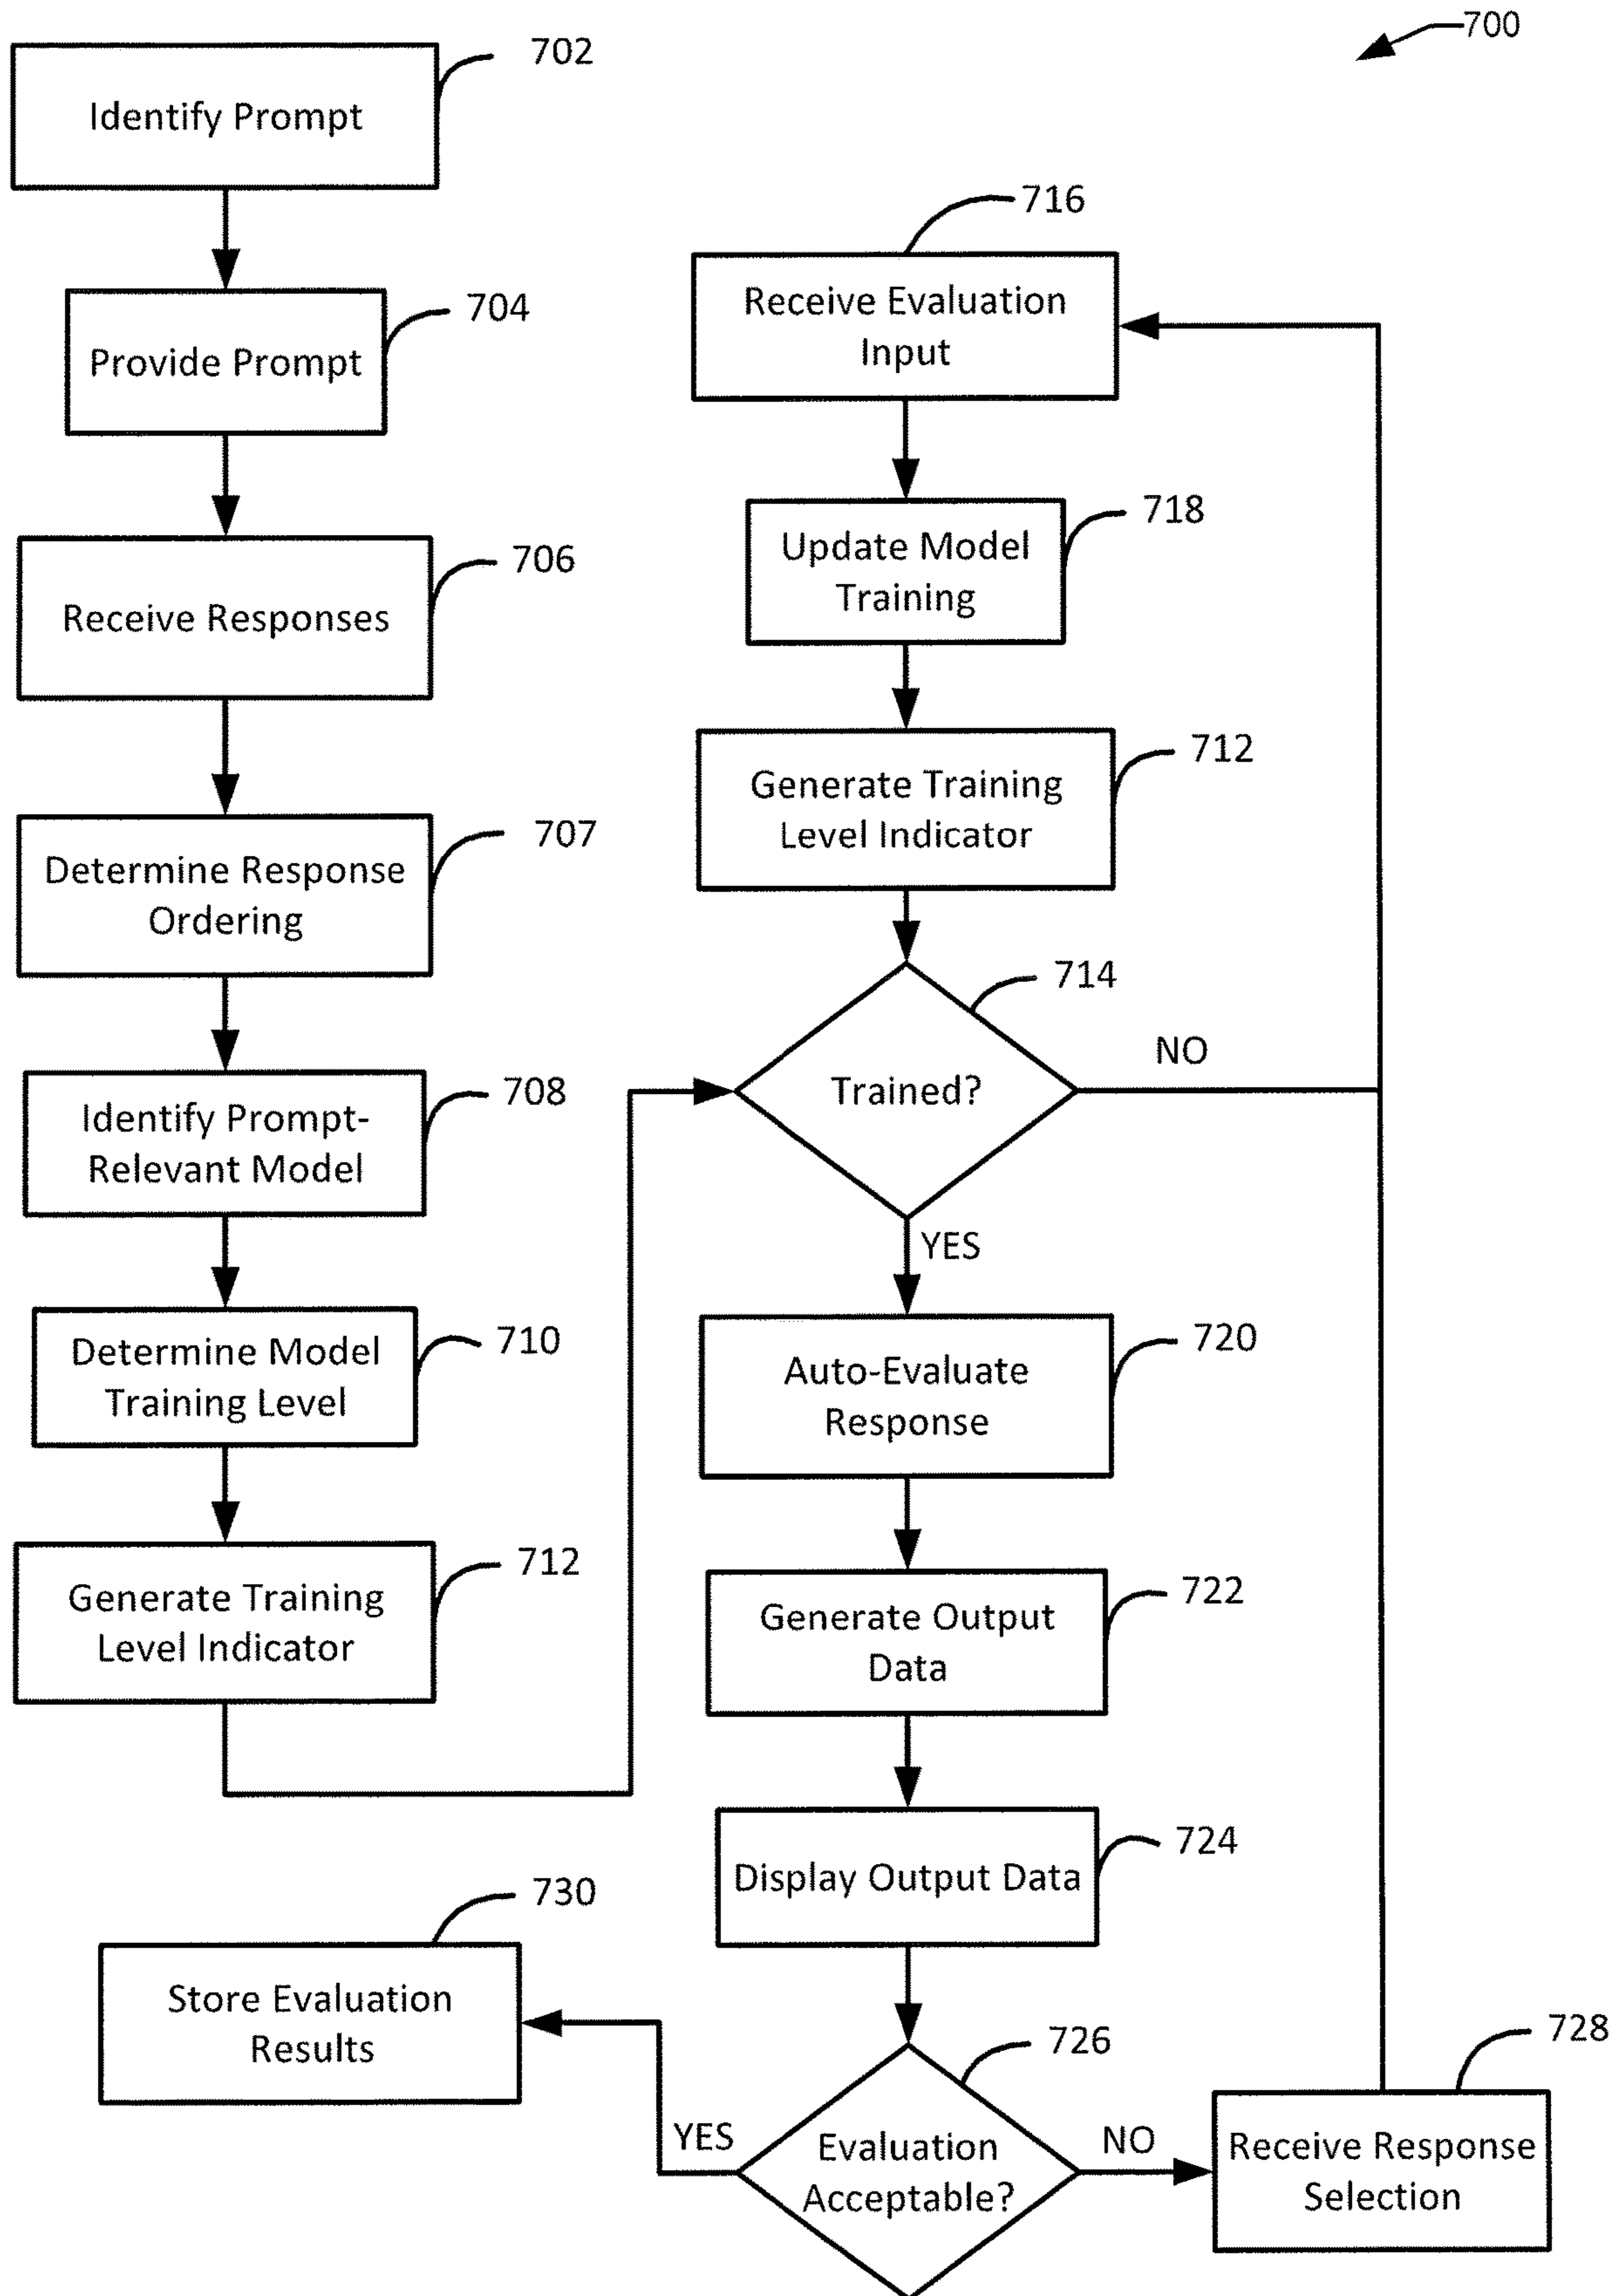 700
702
Identify Prompt
704
Provide Prompt
706
Receive Responses
707
Determine Response
Ordering
708
Identify Prompt-
Relevant Model
710
Determine Model
Training Level
712
Generate Training
Level Indicator
716
Receive Evaluation
Input
718
Update Model
Training
712
Generate Training
Level Indicator
714
Trained?
NO
YES
720
Auto-Evaluate
Response
722
Generate Output
Data
724
Display Output Data
726
Evaluation
Acceptable?
YES
NO
728
Receive Response
Selection
730
Store Evaluation
Results